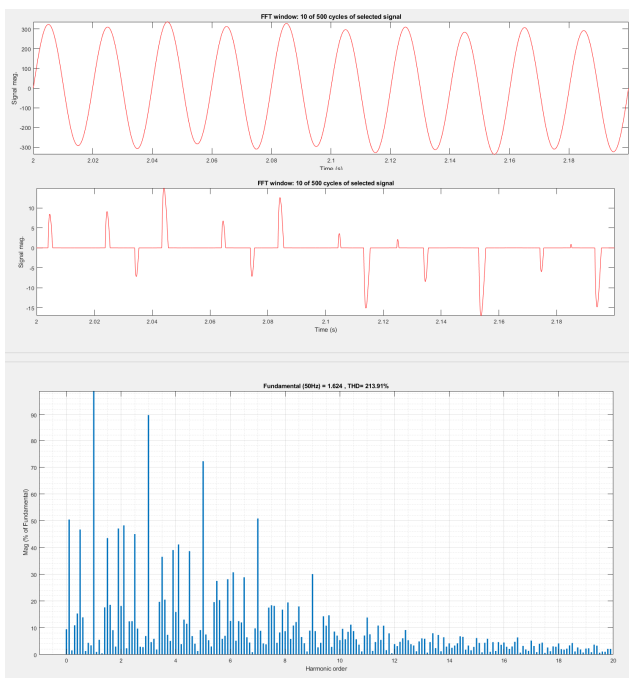 FFT window: 10 of 500 cycles of selected signal
300
200
100
0
-100
-200
-300
Signal mag.
2 2.02 2.04 2.06 2.08 2.1 2.12 2.14 2.16 2.18
Time (s)
FFT window: 10 of 500 cycles of selected signal
10
5
0
-5
-10
-15
Signal mag.
2 2.02 2.04 2.06 2.08 2.1 2.12 2.14 2.16 2.18
Time (s)
Fundamental (50Hz) = 1.624 , THD= 213.91%
90
80
70
60
50
40
30
20
10
0
Mag (% of Fundamental)
0 2 4 6 8 10 12 14 16 18 20
Harmonic order